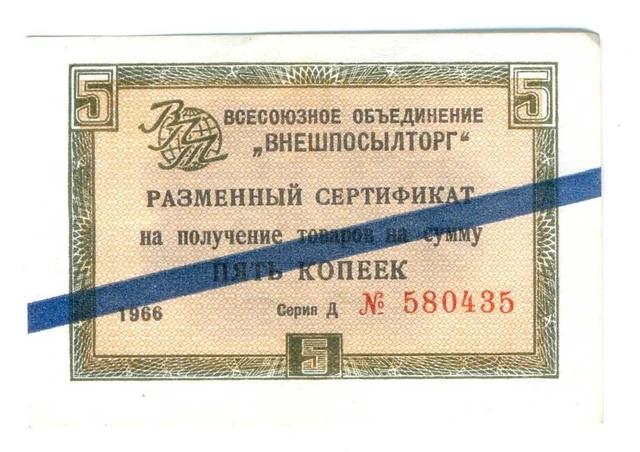 5 5
ВПТ
ВСЕСОЮЗНОЕ ОБЪЕДИНЕНИЕ
„ВНЕШПОСЫЛТОРГ“
РАЗМЕННЫЙ СЕРТИФИКАТ
на получение товаров на сумму
ПЯТЬ КОПЕЕК
1966 Серия Д № 580435
5